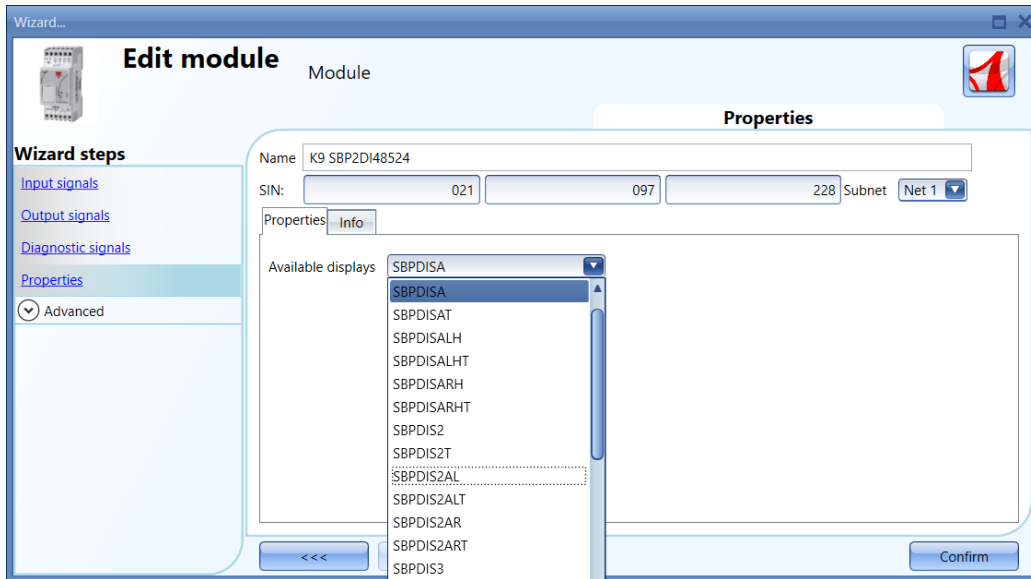 Wizard...
Edit module
Module
Properties
Wizard steps
Input signals
Output signals
Diagnostic signals
Properties
Advanced
Name K9 SBP2DI48524
SIN: 021 097 228 Subnet Net 1
Properties Info
Available displays SBPDISA
SBPDISA
SBPDISAT
SBPDISALH
SBPDISALHT
SBPDISARH
SBPDISARHT
SBPDIS2
SBPDIS2T
SBPDIS2AL
SBPDIS2ALT
SBPDIS2AR
SBPDIS2ART
SBPDIS3
<<< Confirm